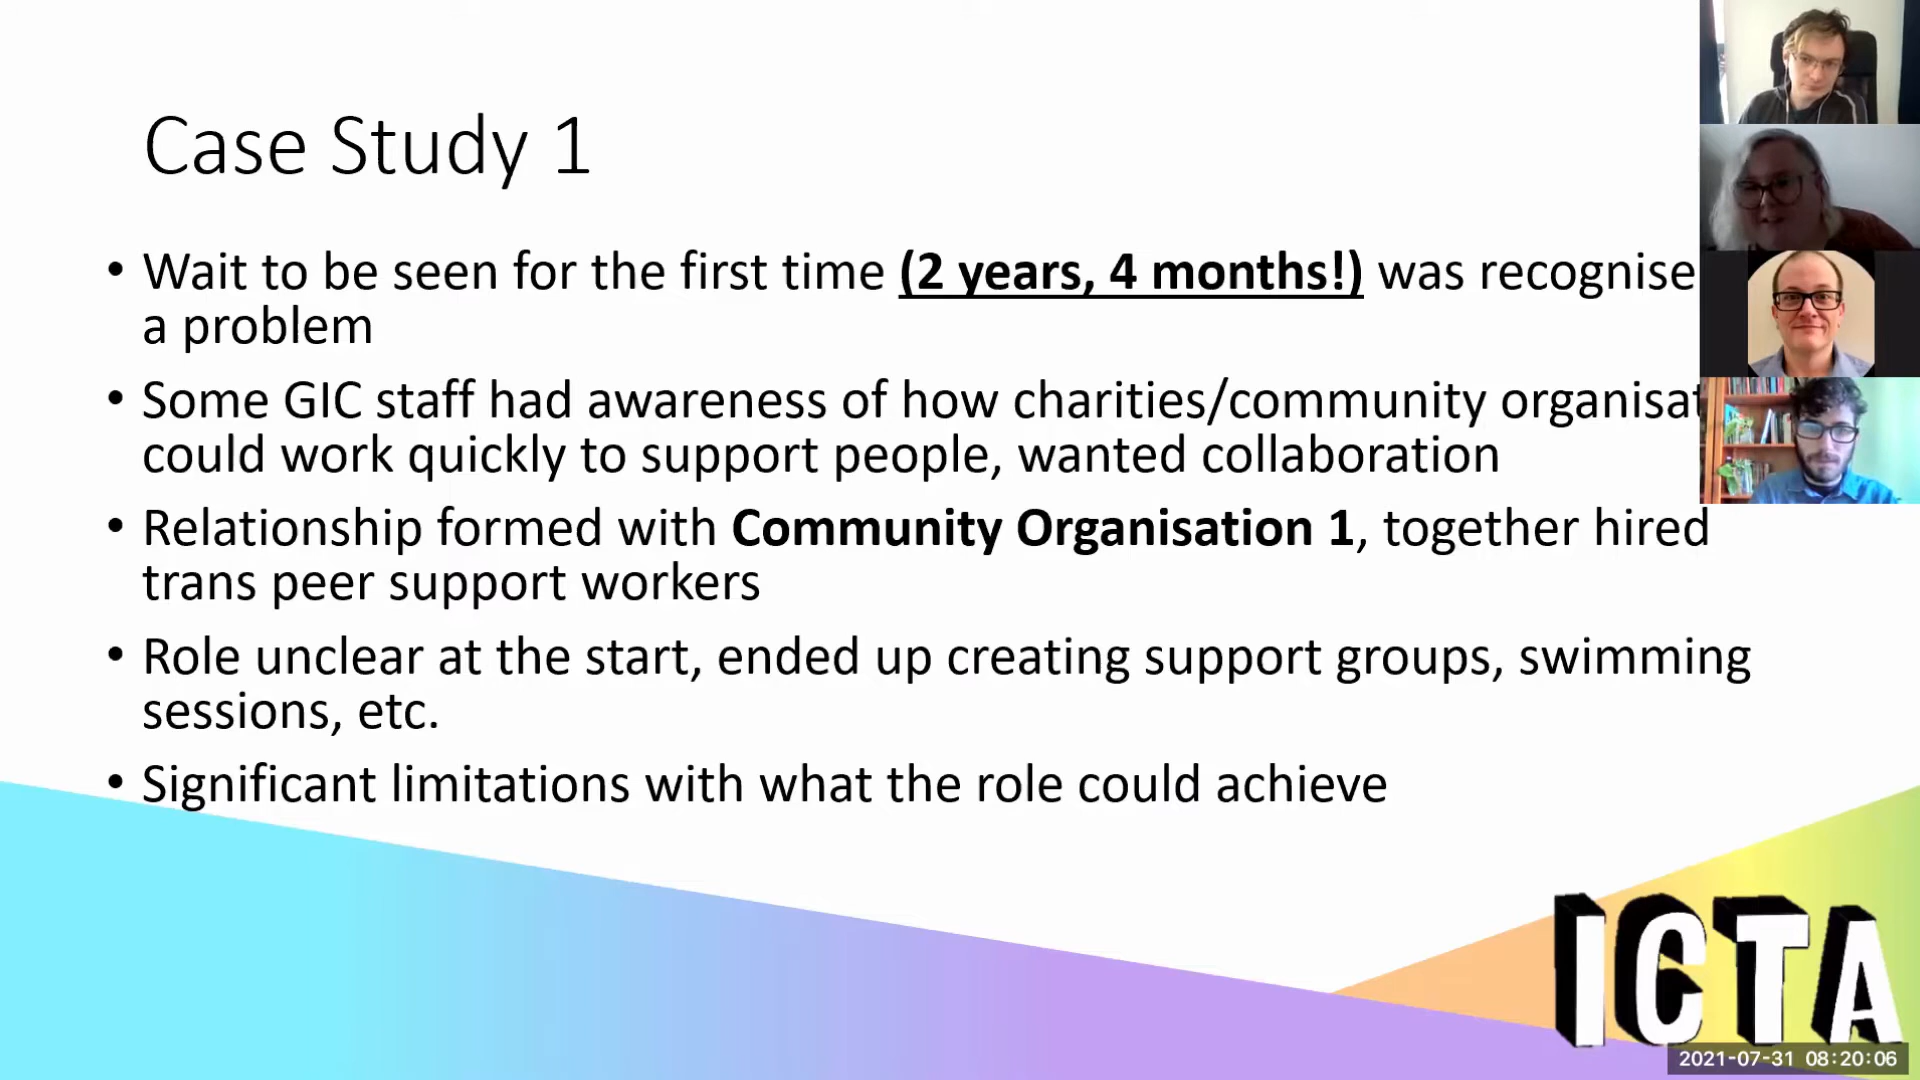 Case Study 1
• Wait to be seen for the first time (2 years, 4 months!) was recognise
a problem
• Some GIC staff had awareness of how charities/community organisat
could work quickly to support people, wanted collaboration
• Relationship formed with Community Organisation 1, together hired
trans peer support workers
• Role unclear at the start, ended up creating support groups, swimming
sessions, etc.
• Significant limitations with what the role could achieve
ICTA
2021-07-31 08:20:06